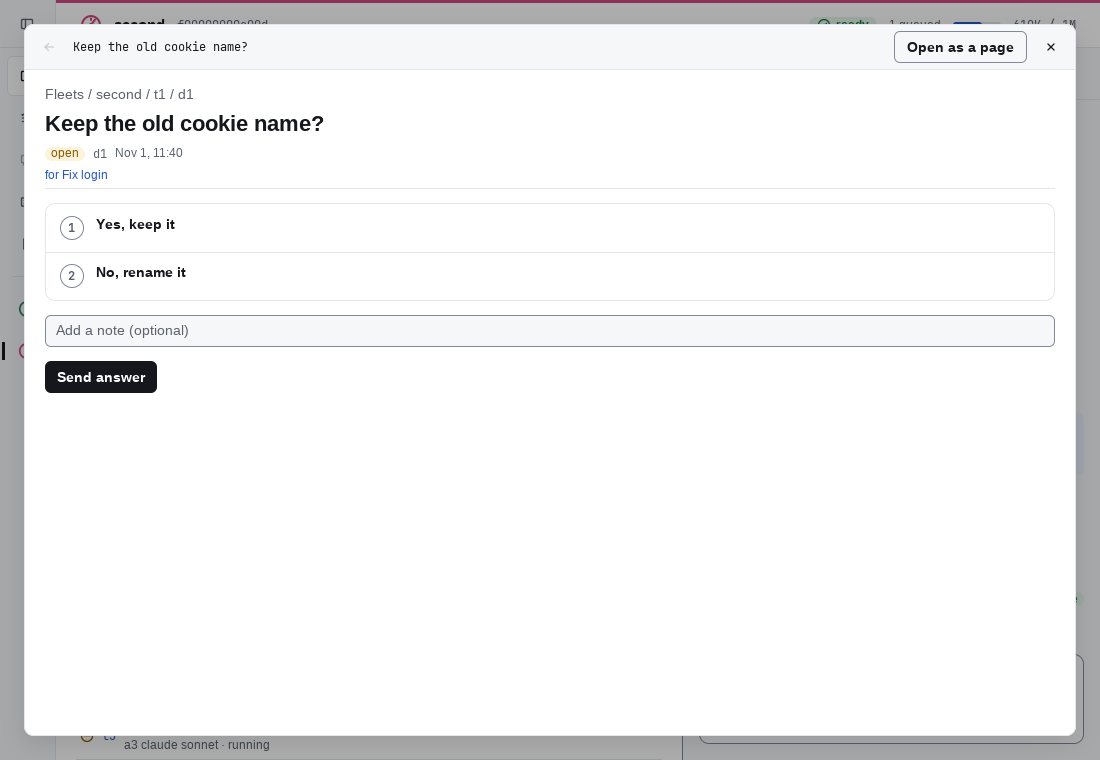 Keep the old cookie name?
Open as a page
Fleets / second / t1 / d1
Keep the old cookie name?
open d1 Nov 1, 11:40
for Fix login
1 Yes, keep it
2 No, rename it
Add a note (optional)
Send answer
a3 claude sonnet · running